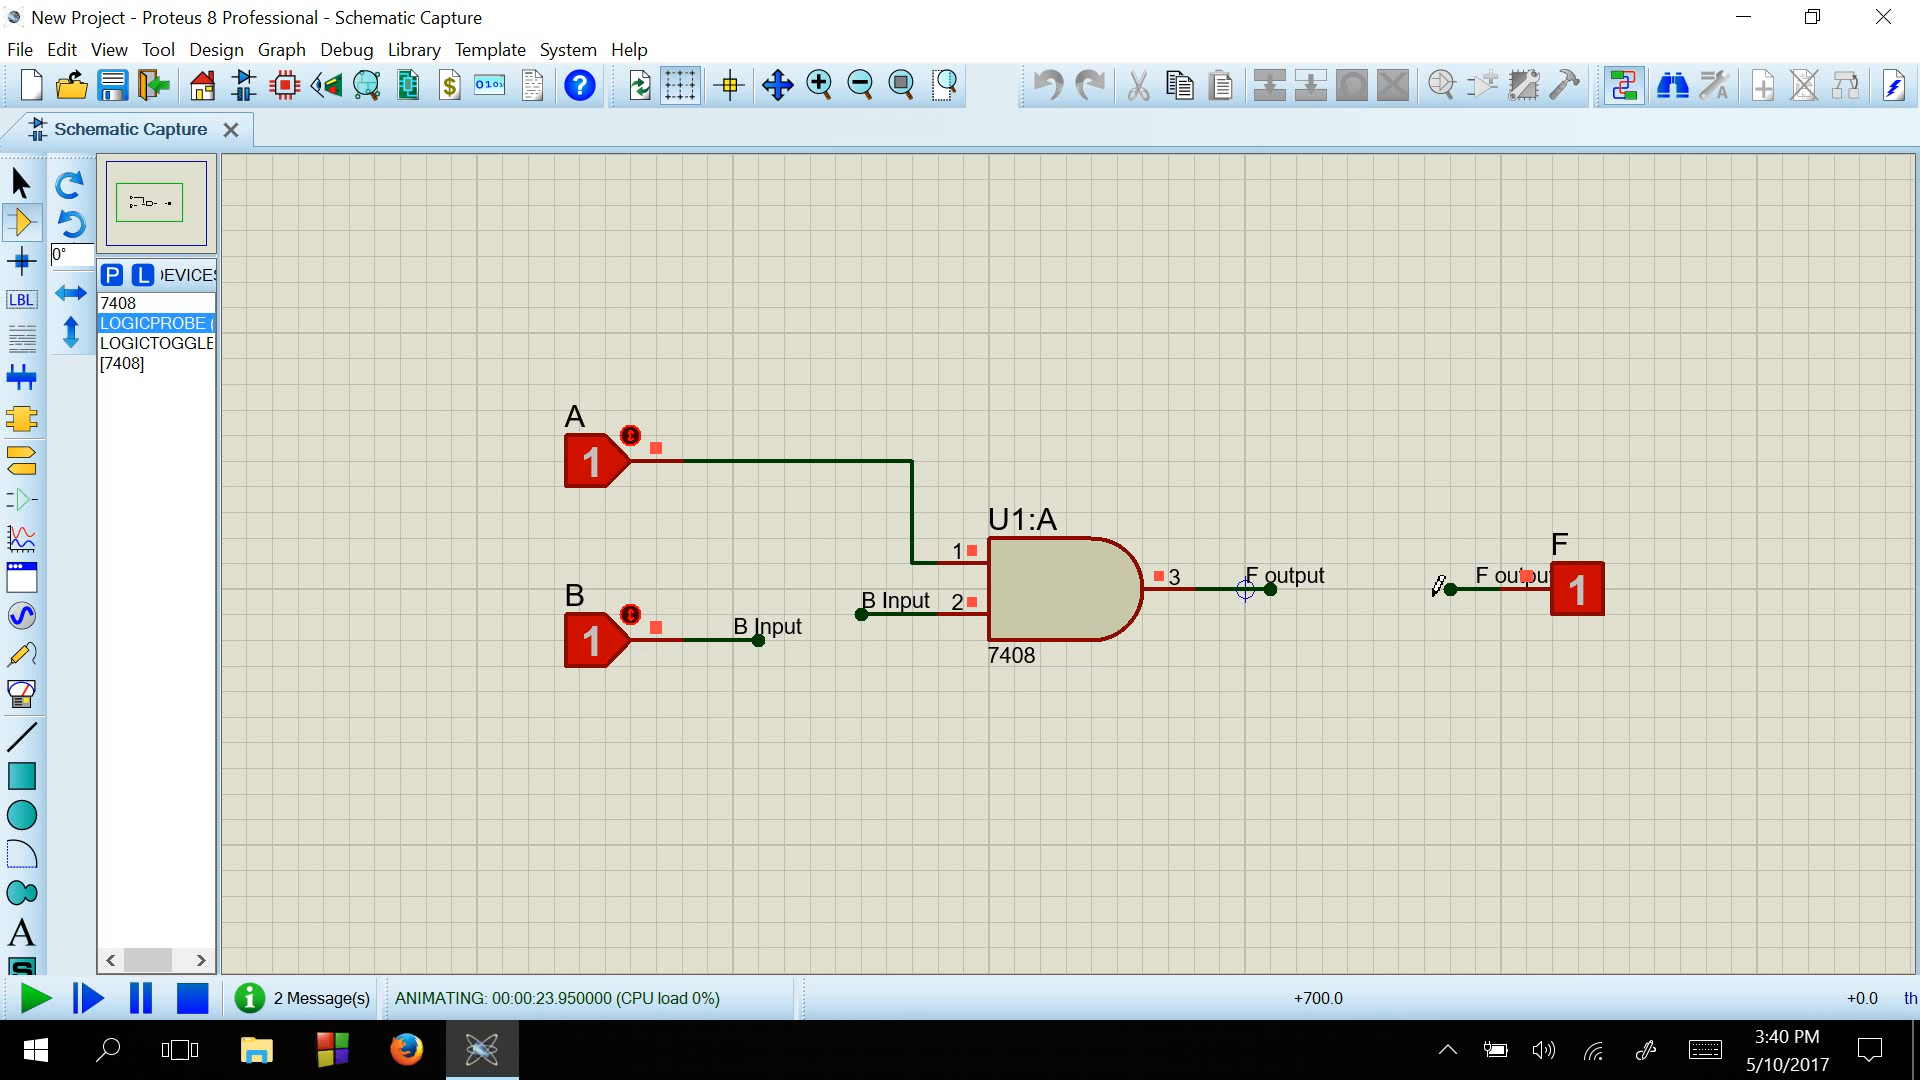 New Project - Proteus 8 Professional - Schematic Capture
File Edit View Tool Design Graph Debug Library Template System Help
Schematic Capture
0°
P L
7408
LOGICPROBE
LOGICTOGGLE
[7408]
LBL
A
1
B
1
B Input
B Input
U1:A
1
2
3
7408
F output
F
F
1
A
S
2 Message(s)
ANIMATING: 00:00:23.950000 (CPU load 0%)
+700.0
+0.0
th
3:40 PM
5/10/2017